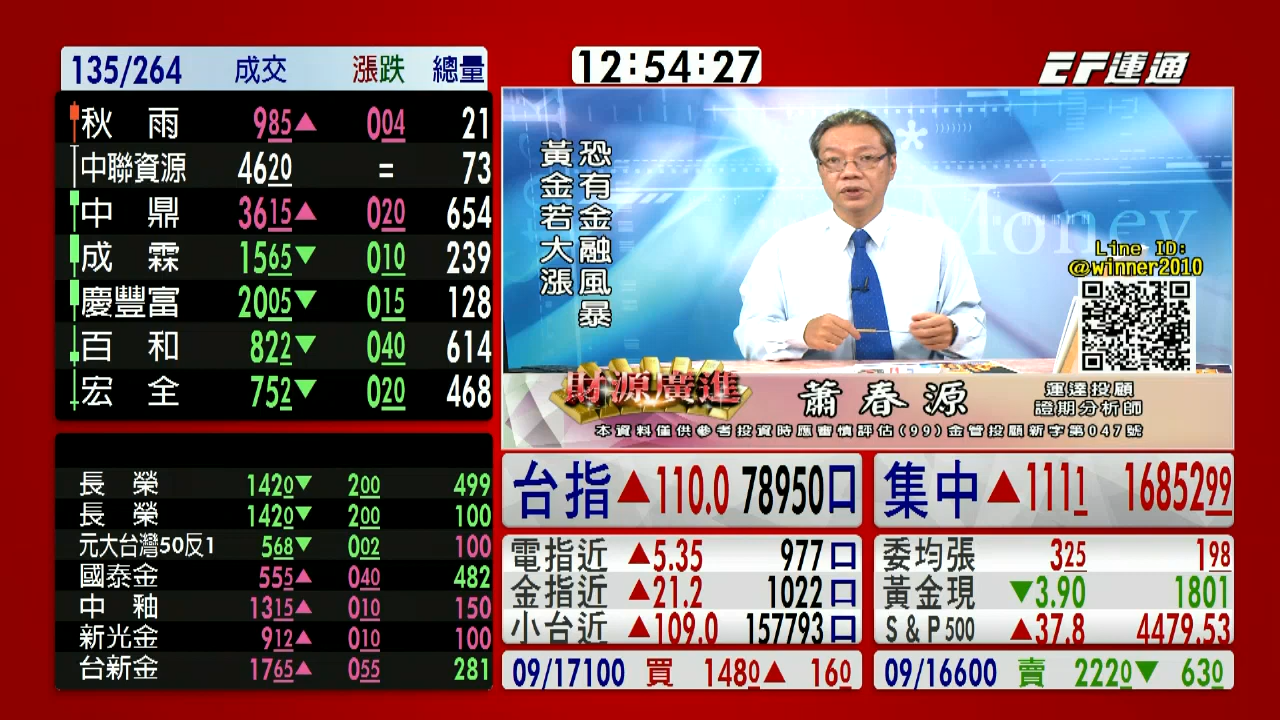 135/264 成交 漲跌 總量
秋雨 985▲ 004 21
中聯資源 4620 = 73
中鼎 3615▲ 020 654
成霖 1565▼ 010 239
慶豐富 2005▼ 015 128
百和 822▼ 040 614
宏全 752▼ 020 468
長榮 1420▼ 200 499
長榮 1420▼ 200 100
元大台灣50反1 568▼ 002 100
國泰金 555▲ 040 482
中釉 1315▲ 010 150
新光金 912▲ 010 100
台新金 1765▲ 055 281
12:54:27
EF運通
恐有金融風暴
黃金若大漲
Money
Line ID:
@winner2010
財源廣進
蕭春源
運達投顧
證期分析師
本資料僅供參考投資時應審慎評估(99)金管投顧新字第047號
台指▲110.0 78950口
集中▲1111 1685299
電指近▲5.35 977口
金指近▲21.2 1022口
小台近▲109.0 157793口
委均張 325 198
黃金現▼3.90 1801
S&P500▲37.8 4479.53
09/17100 買 1480▲ 160
09/16600 賣 2220▼ 630